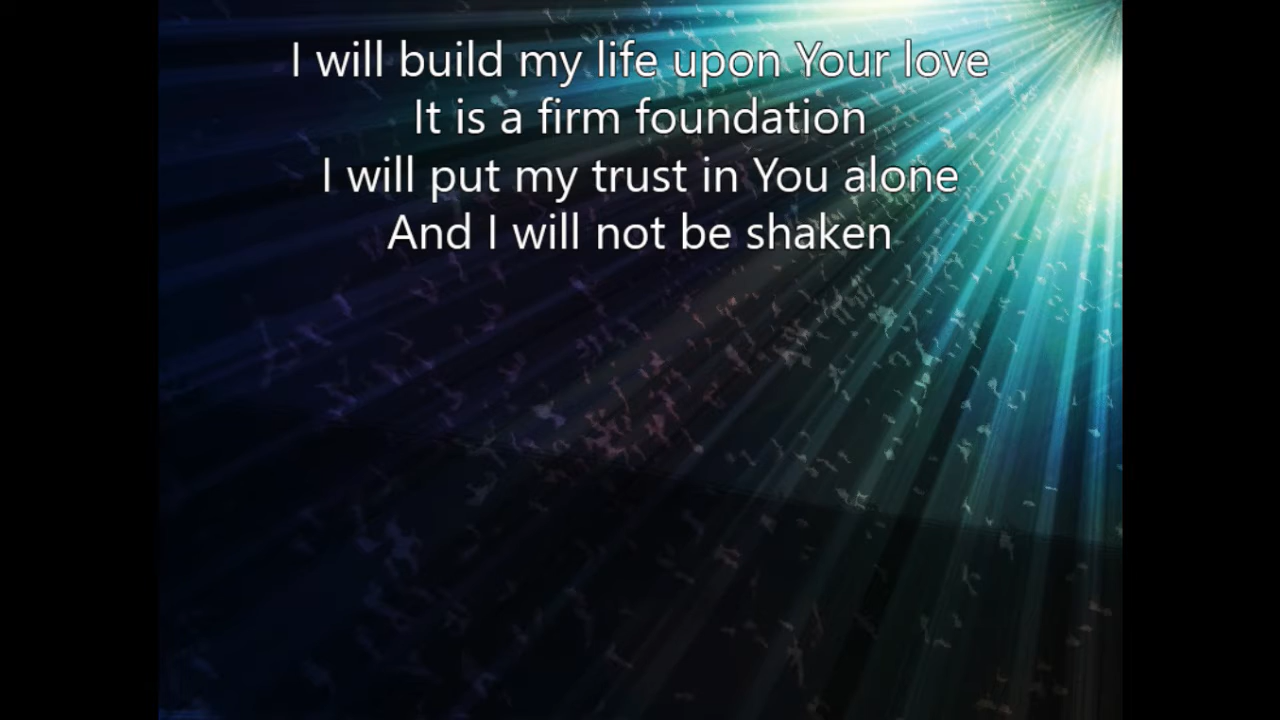 I will build my life upon Your love
It is a firm foundation
I will put my trust in You alone
And I will not be shaken